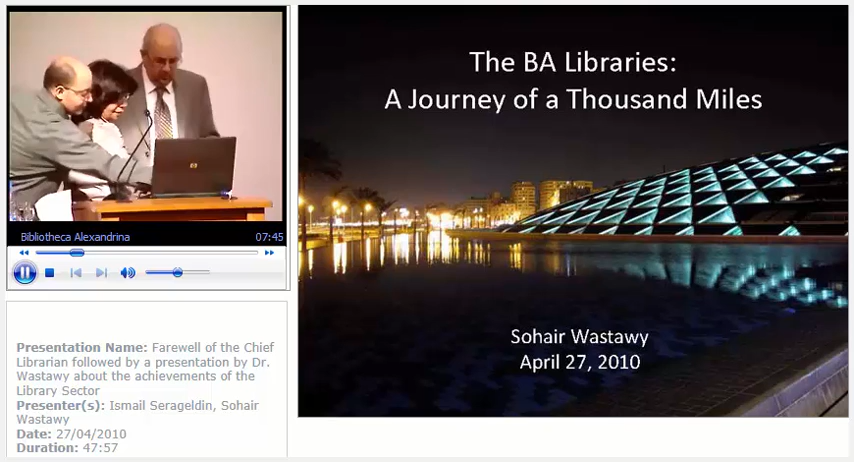 Bibliotheca Alexandrina 07:45
Presentation Name: Farewell of the Chief
Librarian followed by a presentation by Dr.
Wastawy about the achievements of the
Library Sector
Presenter(s): Ismail Serageldin, Sohair
Wastawy
Date: 27/04/2010
Duration: 47:57
The BA Libraries:
A Journey of a Thousand Miles
Sohair Wastawy
April 27, 2010